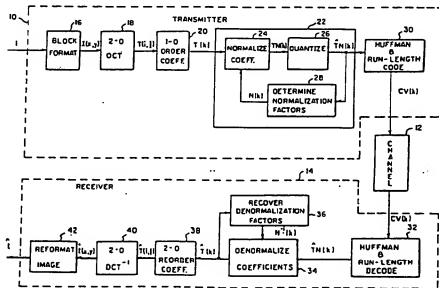 TRANSMITTER
10
16
18
20
22
24
26
28
30
I
BLOCK FORMAT
I(x,y)
2-D DCT
T(i,j)
1-D ORDER COEFF.
T(k)
NORMALIZE COEFF.
TN(k)
QUANTIZE
T̂N(k)
HUFFMAN & RUN-LENGTH CODE
N(k)
DETERMINE NORMALIZATION FACTORS
CV(k)
CHANNEL
12
CV(k)
14
RECEIVER
RECOVER DENORMALIZATION FACTORS
36
N⁻¹(k)
42
40
38
32
Î
REFORMAT IMAGE
Î(x,y)
2-D DCT⁻¹
T̂(i,j)
2-D REORDER COEFF.
T̂(k)
DENORMALIZE COEFFICIENTS
34
T̂N(k)
HUFFMAN & RUN-LENGTH DECODE